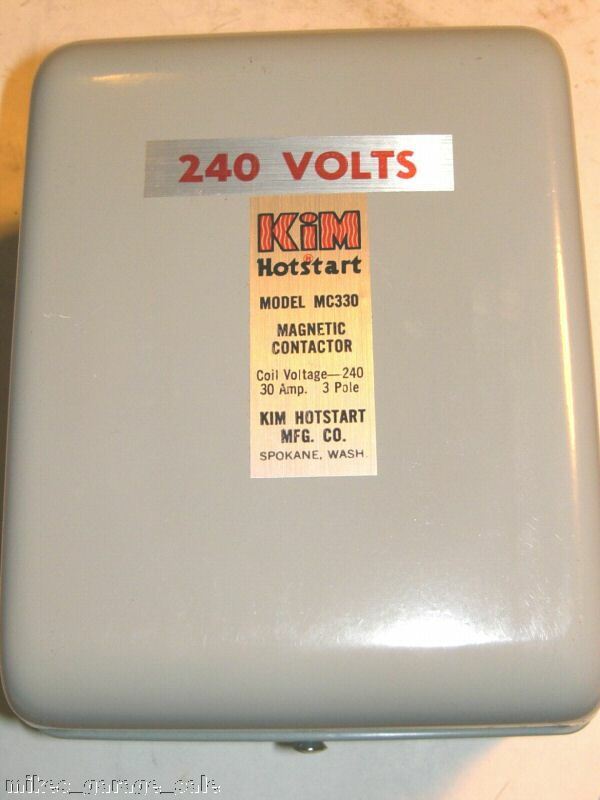 240 VOLTS
KiM
®
Hotstart
MODEL MC330
MAGNETIC
CONTACTOR
Coil Voltage—240
30 Amp. 3 Pole
KIM HOTSTART
MFG. CO.
SPOKANE, WASH.
mikes_garage_sale